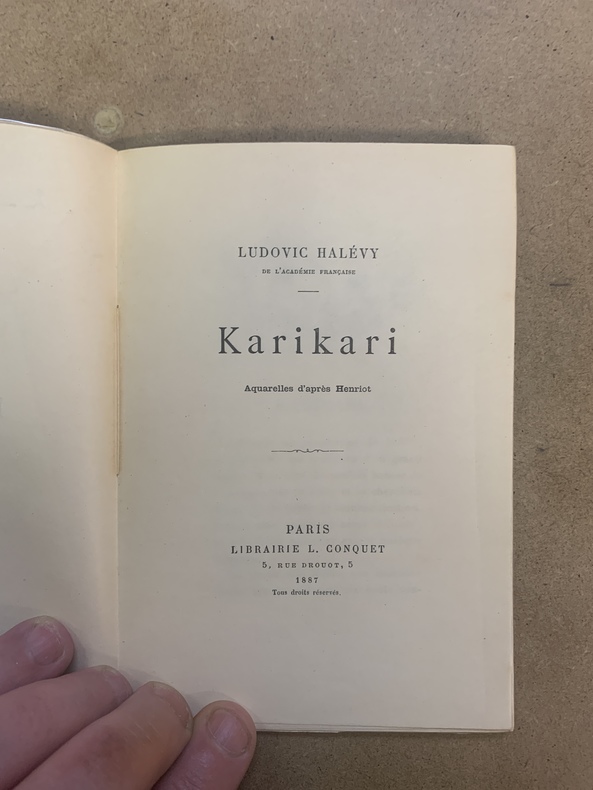 LUDOVIC HALÉVY
DE L'ACADÉMIE FRANÇAISE
Karikari
Aquarelles d'après Henriot
PARIS
LIBRAIRIE L. CONQUET
5, RUE DROUOT, 5
1887
Tous droits réservés.